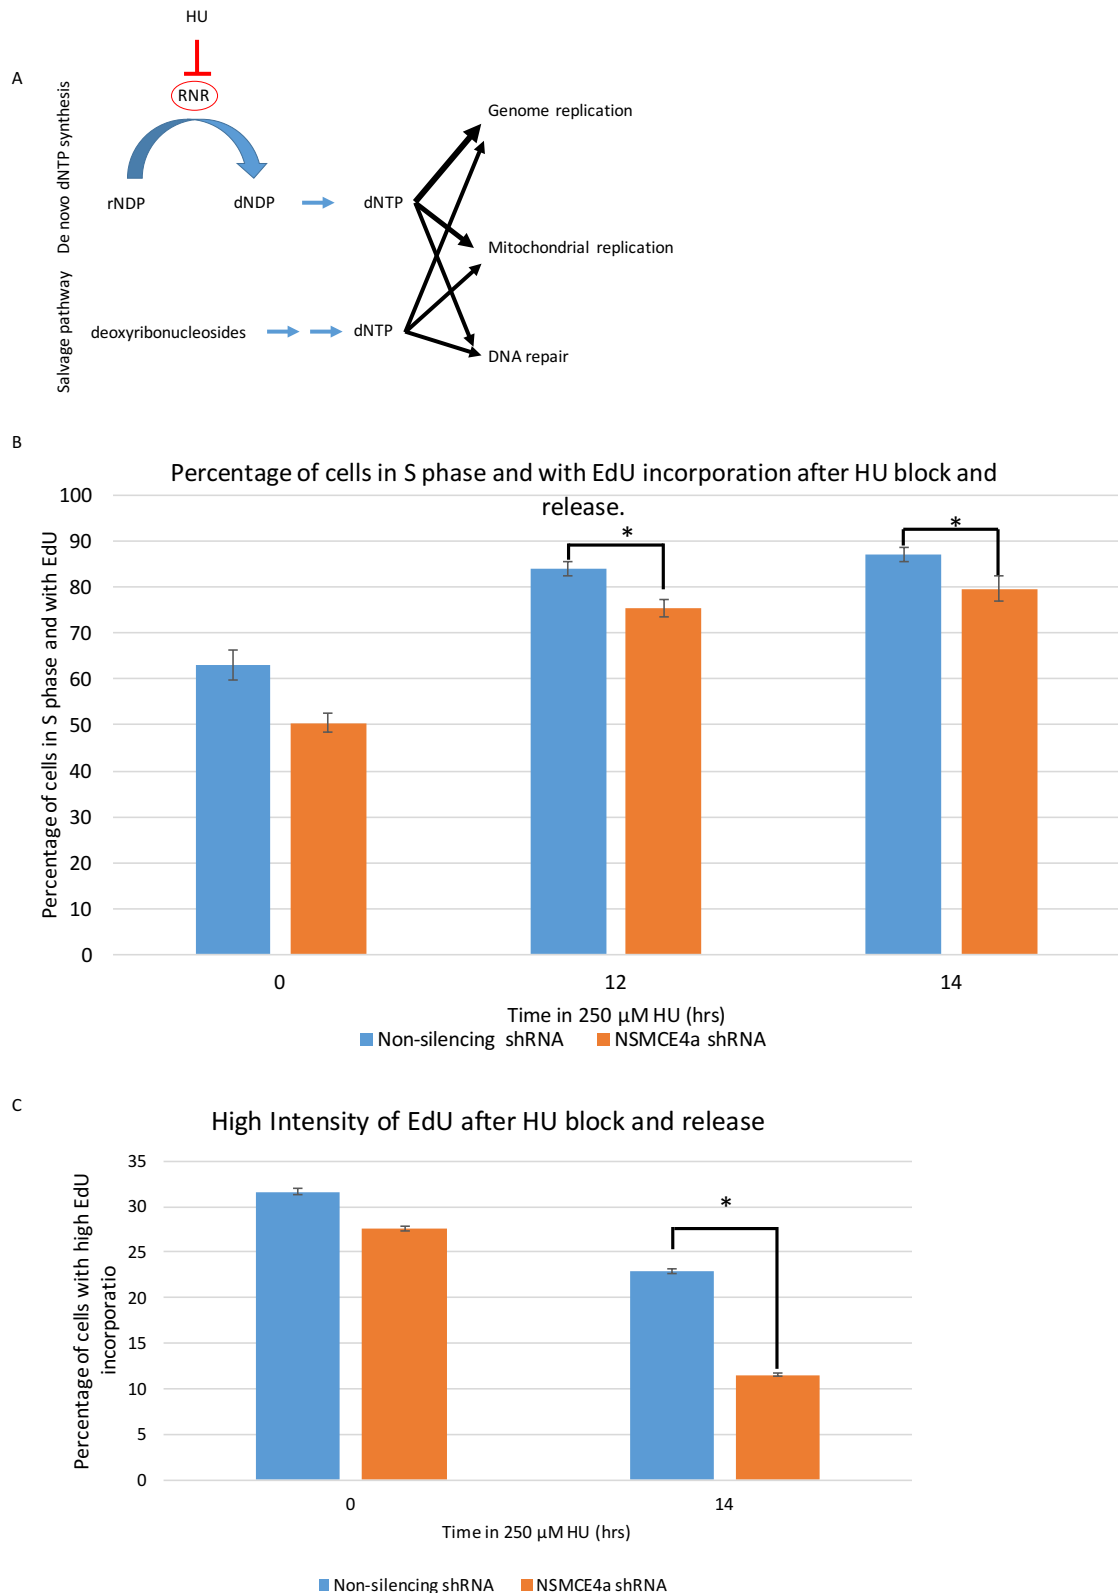 HU
A
RNR
De novo dNTP synthesis
Genome replication
rNDP
dNDP
dNTP
Mitochondrial replication
Salvage pathway
deoxyribonucleosides
dNTP
DNA repair
B
Percentage of cells in S phase and with EdU incorporation after HU block and
release.
Percentage of cells in S phase and with EdU
100
90
80
70
60
50
40
30
20
10
0
*
*
0
12
14
Time in 250 µM HU (hrs)
Non-silencing shRNA
NSMCE4a shRNA
C
High Intensity of EdU after HU block and release
Percentage of cells with high EdU
incorporatio
35
30
25
20
15
10
5
0
*
0
14
Time in 250 µM HU (hrs)
Non-silencing shRNA
NSMCE4a shRNA